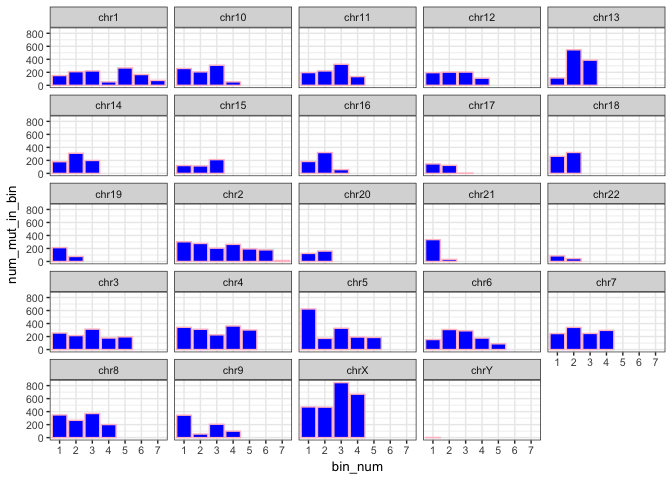 chr1 chr10 chr11 chr12 chr13
800
600
400
200
0
chr14 chr15 chr16 chr17 chr18
800
600
400
200
0
chr19 chr2 chr20 chr21 chr22
800
600
400
200
0
num_mut_in_bin
chr3 chr4 chr5 chr6 chr7
800
600
400
200
0
1 2 3 4 5 6 7
chr8 chr9 chrX chrY
800
600
400
200
0
1 2 3 4 5 6 7 1 2 3 4 5 6 7 1 2 3 4 5 6 7 1 2 3 4 5 6 7
bin_num